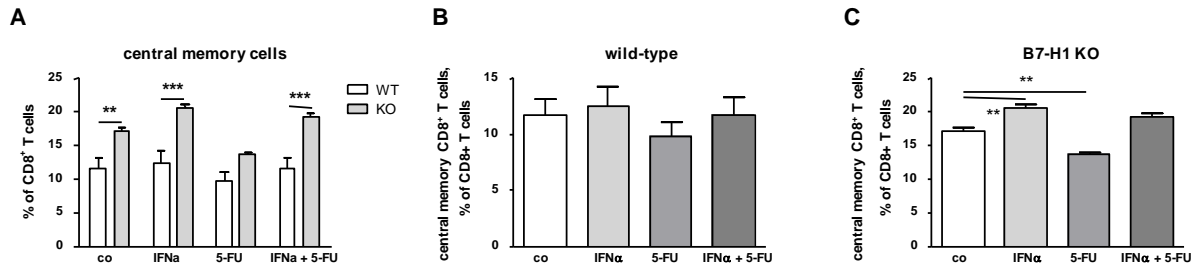 A
central memory cells
% of CD8⁺ T cells
25
20
15
10
5
0
**
***
***
WT
KO
co
IFNa
5-FU
IFNa + 5-FU
B
wild-type
central memory CD8⁺ T cells,
% of CD8+ T cells
15
10
5
0
co
IFNα
5-FU
IFNα + 5-FU
C
B7-H1 KO
central memory CD8⁺ T cells,
% of CD8+ T cells
25
20
15
10
5
0
**
**
co
IFNα
5-FU
IFNα + 5-FU